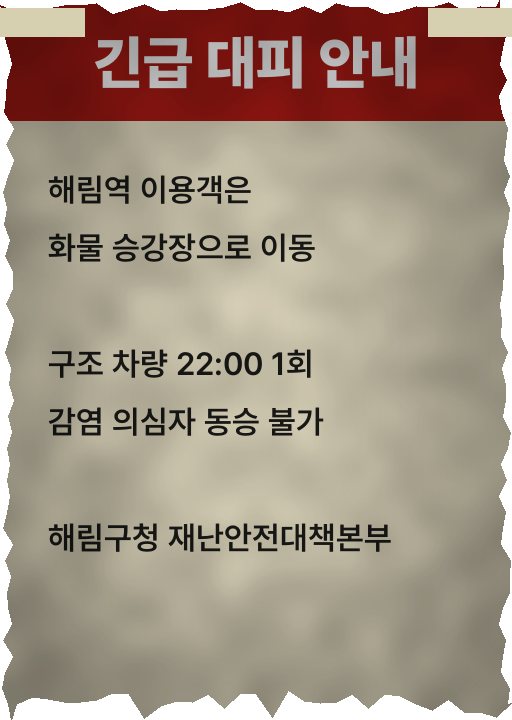 긴급 대피 안내
해림역 이용객은
화물 승강장으로 이동
구조 차량 22:00 1회
감염 의심자 동승 불가
해림구청 재난안전대책본부